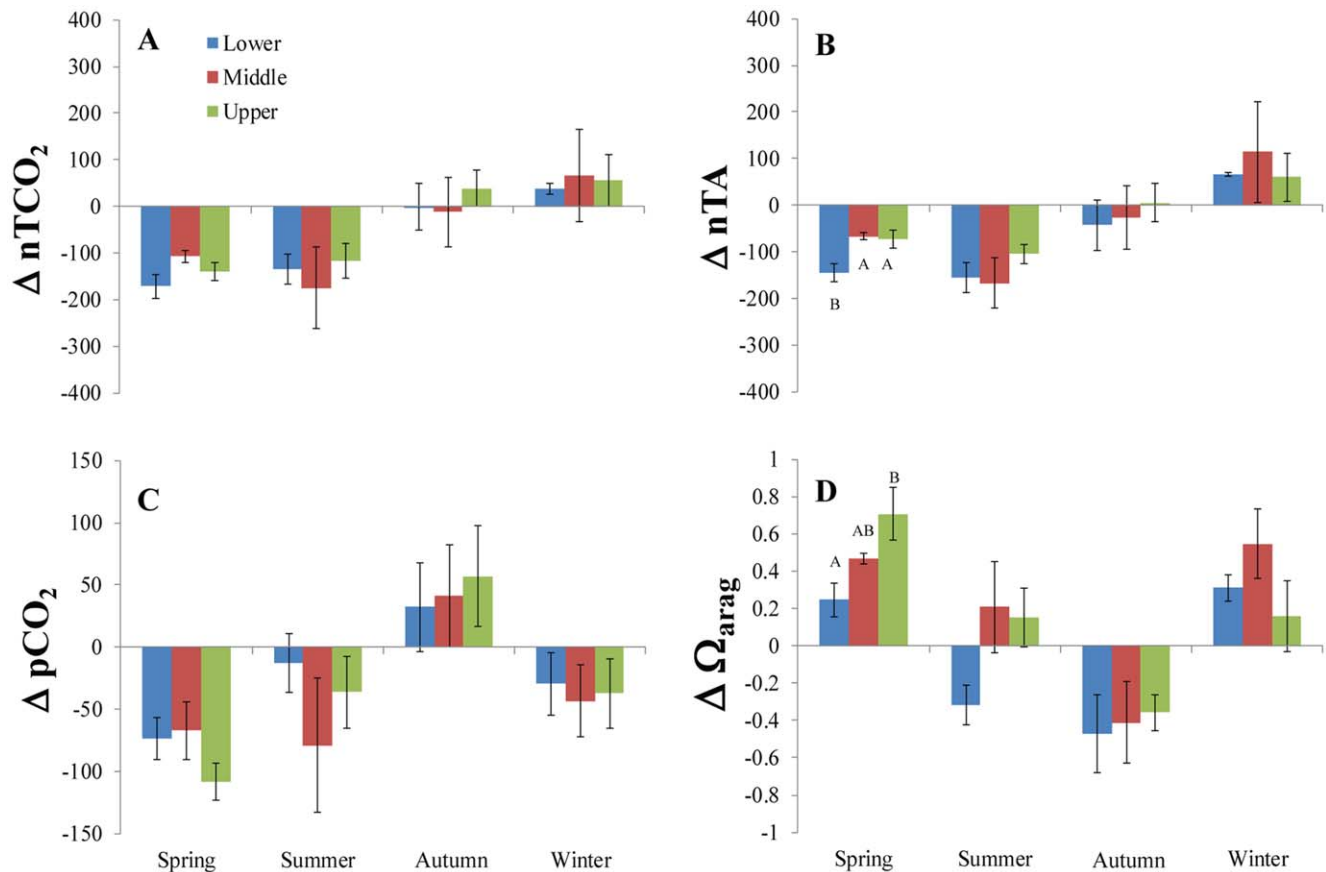 A
Lower
Middle
Upper
Δ nTCO₂
400
300
200
100
0
-100
-200
-300
-400
B
Δ nTA
400
300
200
100
0
-100
-200
-300
-400
B
A A
C
Δ pCO₂
150
100
50
0
-50
-100
-150
Spring Summer Autumn Winter
D
Δ Ω arag
1
0.8
0.6
0.4
0.2
0
-0.2
-0.4
-0.6
-0.8
-1
A
AB
B
Spring Summer Autumn Winter